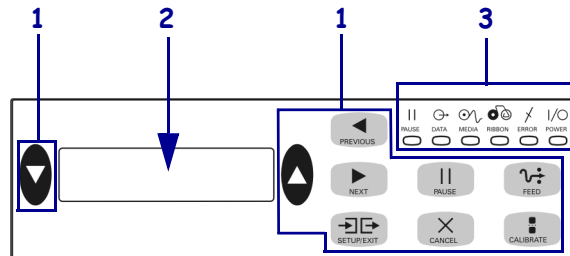 1 2 1 3
PAUSE DATA MEDIA RIBBON ERROR POWER
PREVIOUS
NEXT PAUSE FEED
SETUP/EXIT CANCEL CALIBRATE